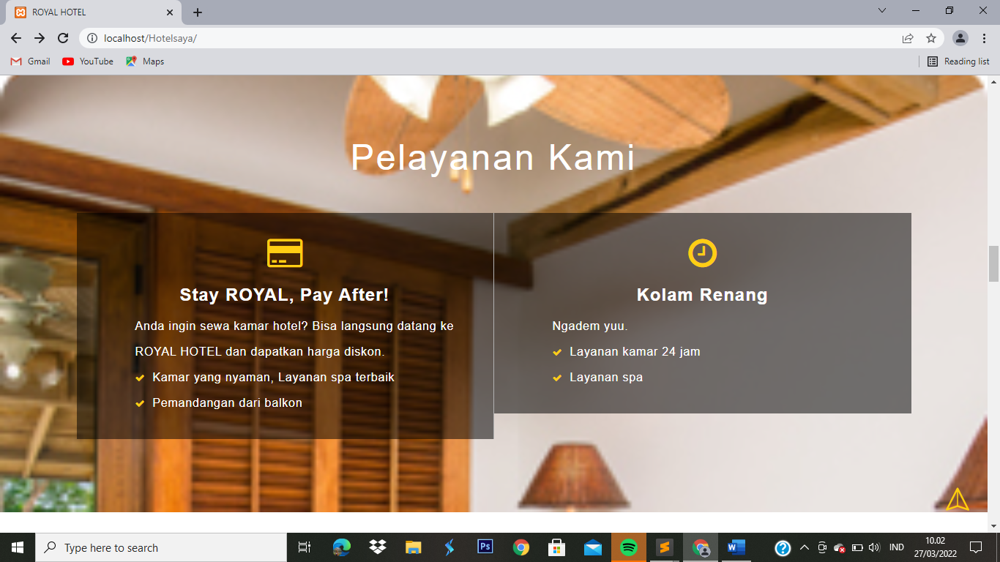 ROYAL HOTEL
localhost/Hotelsaya/
Gmail
YouTube
Maps
Reading list
Pelayanan Kami
Stay ROYAL, Pay After!
Anda ingin sewa kamar hotel? Bisa langsung datang ke
ROYAL HOTEL dan dapatkan harga diskon.
Kamar yang nyaman, Layanan spa terbaik
Pemandangan dari balkon
Kolam Renang
Ngadem yuu.
Layanan kamar 24 jam
Layanan spa
Type here to search
Ps
IND
10.02
27/03/2022